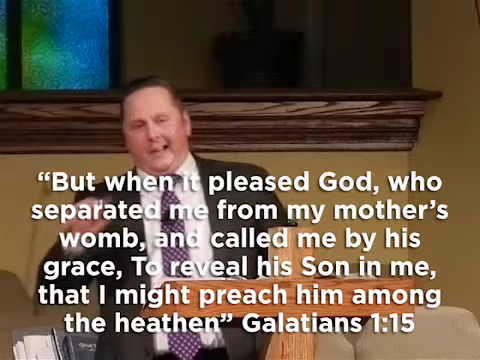 “But when it pleased God, who
separated me from my mother’s
womb, and called me by his
grace, To reveal his Son in me,
that I might preach him among
the heathen” Galatians 1:15